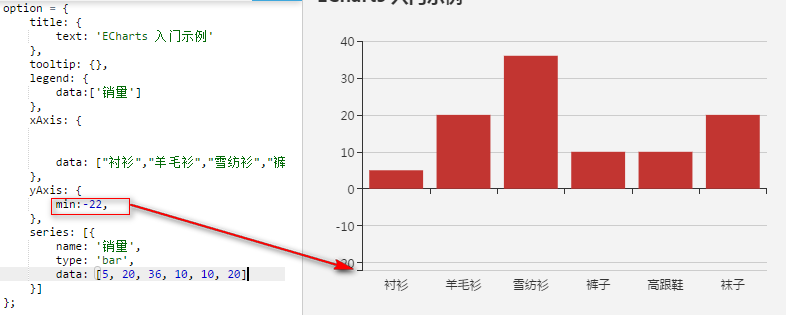 option = {
title: {
text: 'ECharts 入门示例'
},
tooltip: {},
legend: {
data:['销量']
},
xAxis: {
data: ["衬衫","羊毛衫","雪纺衫","裤
},
yAxis: {
min:-22,
},
series: [{
name: '销量',
type: 'bar',
data: [5, 20, 36, 10, 10, 20]
}]
};
ECharts 入门示例
40
30
20
10
0
-10
-20
衬衫 羊毛衫 雪纺衫 裤子 高跟鞋 袜子